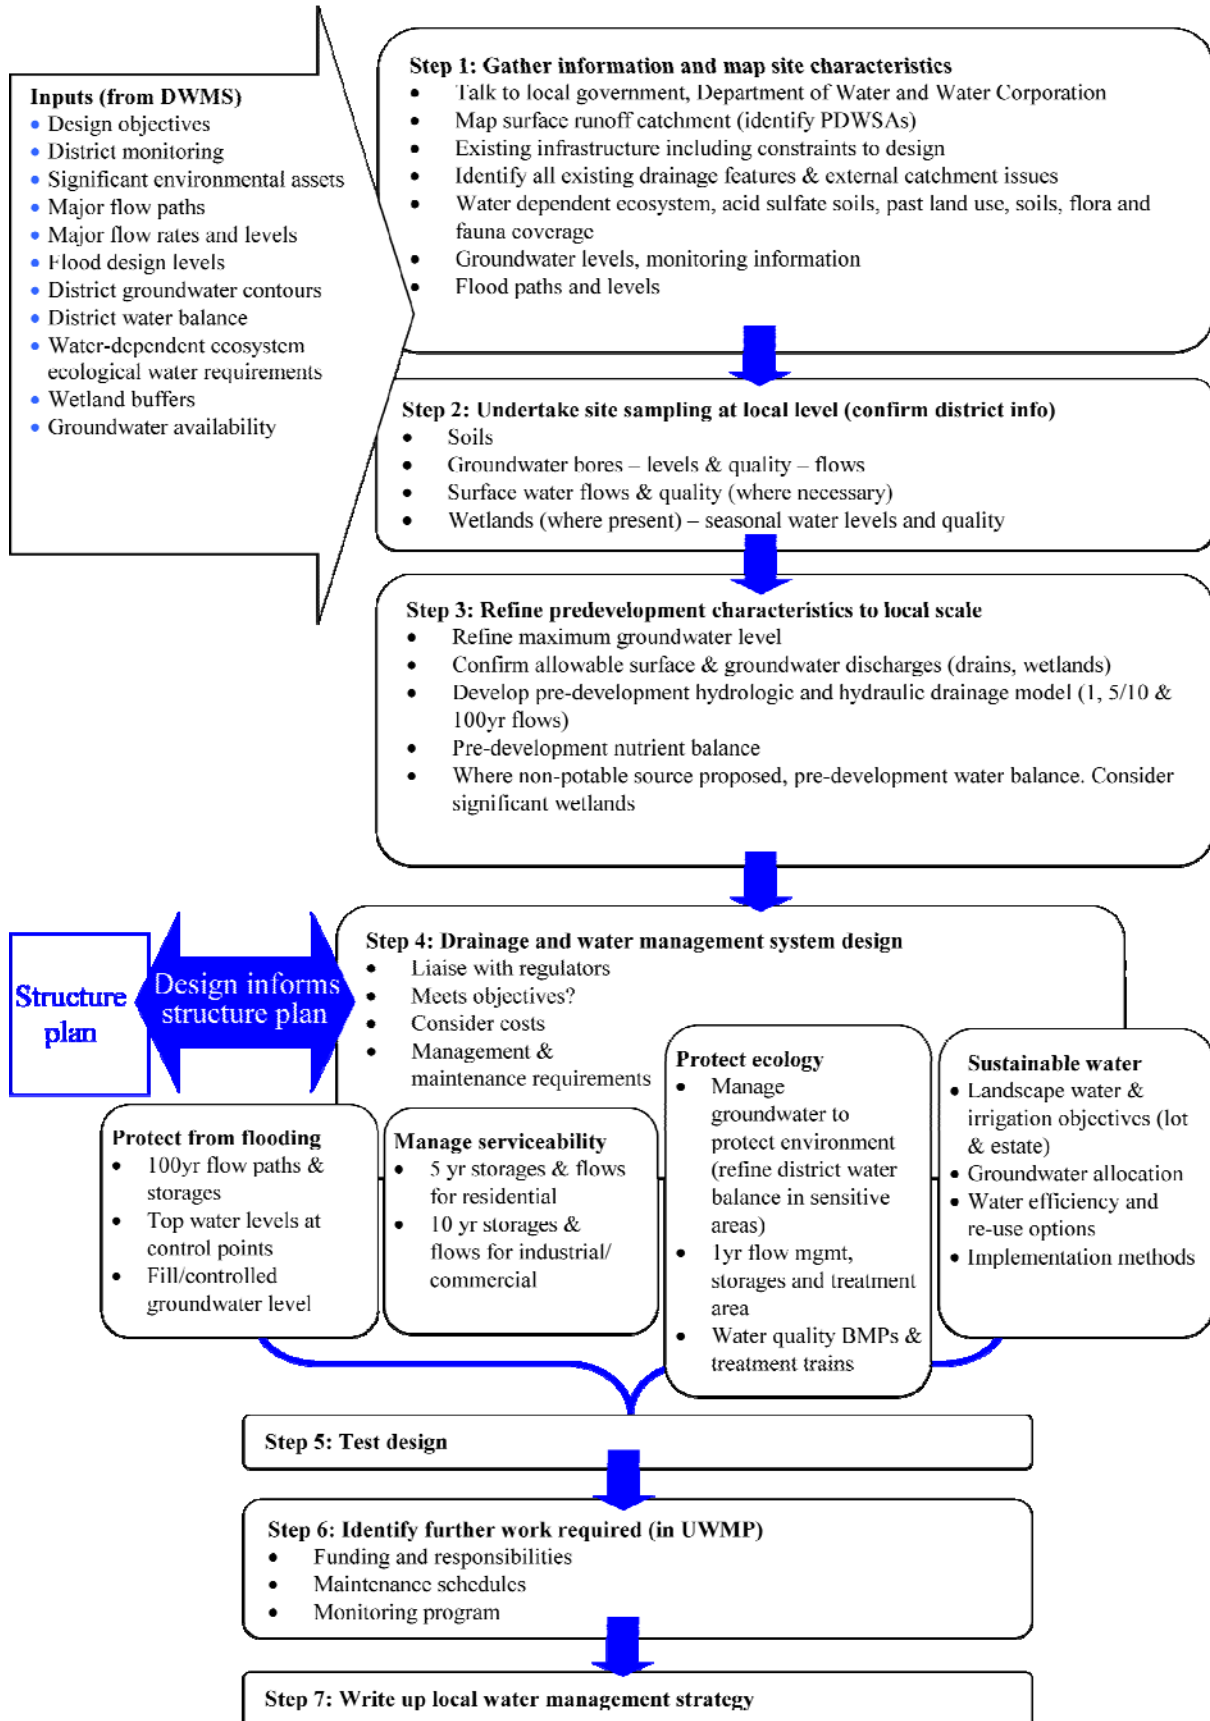 Inputs (from DWMS)
• Design objectives
• District monitoring
• Significant environmental assets
• Major flow paths
• Major flow rates and levels
• Flood design levels
• District groundwater contours
• District water balance
• Water-dependent ecosystem
ecological water requirements
• Wetland buffers
• Groundwater availability
Step 1: Gather information and map site characteristics
• Talk to local government, Department of Water and Water Corporation
• Map surface runoff catchment (identify PDWSAs)
• Existing infrastructure including constraints to design
• Identify all existing drainage features & external catchment issues
• Water dependent ecosystem, acid sulfate soils, past land use, soils, flora and
fauna coverage
• Groundwater levels, monitoring information
• Flood paths and levels
Step 2: Undertake site sampling at local level (confirm district info)
• Soils
• Groundwater bores – levels & quality – flows
• Surface water flows & quality (where necessary)
• Wetlands (where present) – seasonal water levels and quality
Step 3: Refine predevelopment characteristics to local scale
• Refine maximum groundwater level
• Confirm allowable surface & groundwater discharges (drains, wetlands)
• Develop pre-development hydrologic and hydraulic drainage model (1, 5/10 &
100yr flows)
• Pre-development nutrient balance
• Where non-potable source proposed, pre-development water balance. Consider
significant wetlands
Structure
plan
Design informs
structure plan
Step 4: Drainage and water management system design
• Liaise with regulators
• Meets objectives?
• Consider costs
• Management &
maintenance requirements
Protect from flooding
• 100yr flow paths &
storages
• Top water levels at
control points
• Fill/controlled
groundwater level
Manage serviceability
• 5 yr storages & flows
for residential
• 10 yr storages &
flows for industrial/
commercial
Protect ecology
• Manage
groundwater to
protect environment
(refine district water
balance in sensitive
areas)
• 1yr flow mgmt,
storages and treatment
area
• Water quality BMPs &
treatment trains
Sustainable water
• Landscape water &
irrigation objectives (lot
& estate)
• Groundwater allocation
• Water efficiency and
re-use options
• Implementation methods
Step 5: Test design
Step 6: Identify further work required (in UWMP)
• Funding and responsibilities
• Maintenance schedules
• Monitoring program
Step 7: Write up local water management strategy